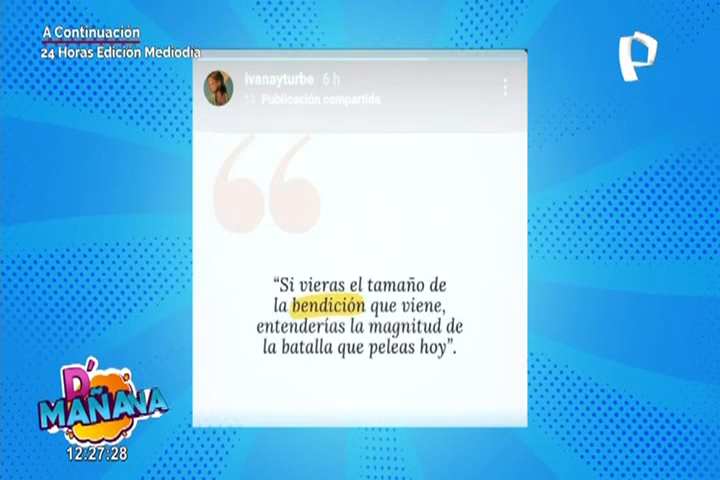 A Continuación
24 Horas Edición Mediodía
ivanayturbe 6 h
Publicación compartida
“Si vieras el tamaño de
la bendición que viene,
entenderías la magnitud de
la batalla que peleas hoy”.
D'
MAÑANA
12:27:28